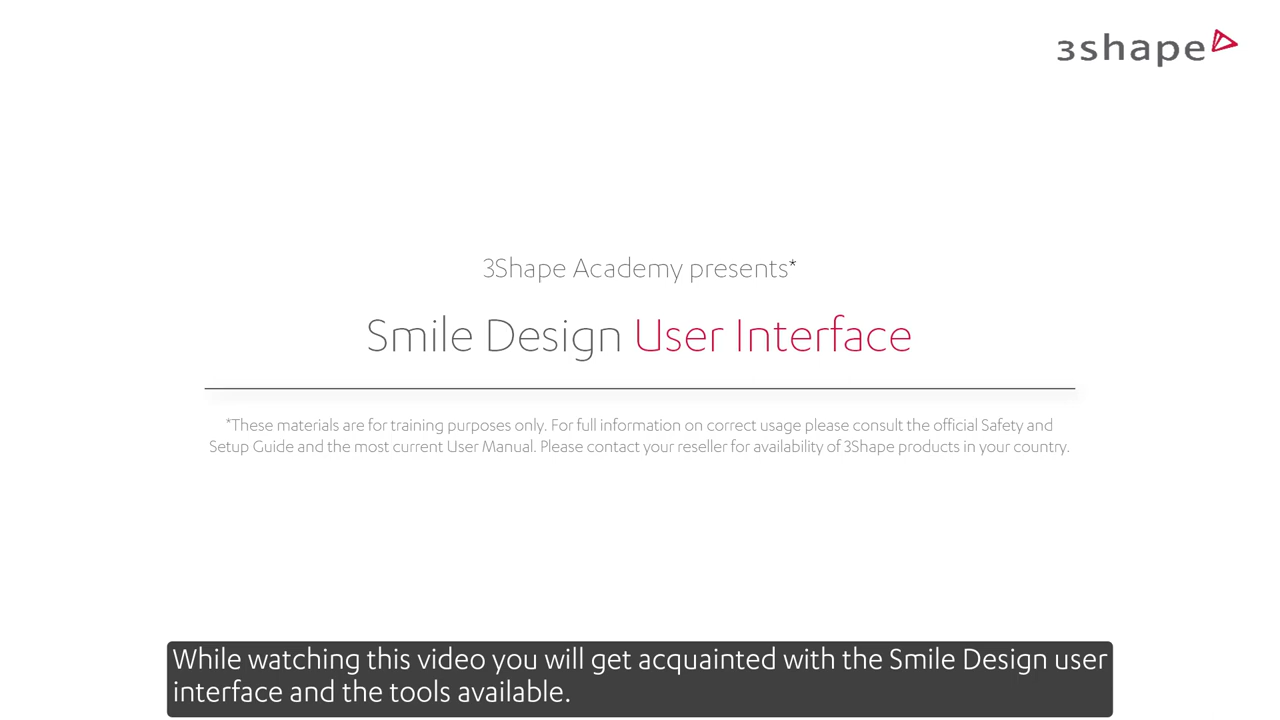 3shape
3Shape Academy presents*
Smile Design User Interface
*These materials are for training purposes only. For full information on correct usage please consult the official Safety and
Setup Guide and the most current User Manual. Please contact your reseller for availability of 3Shape products in your country.
While watching this video you will get acquainted with the Smile Design user
interface and the tools available.